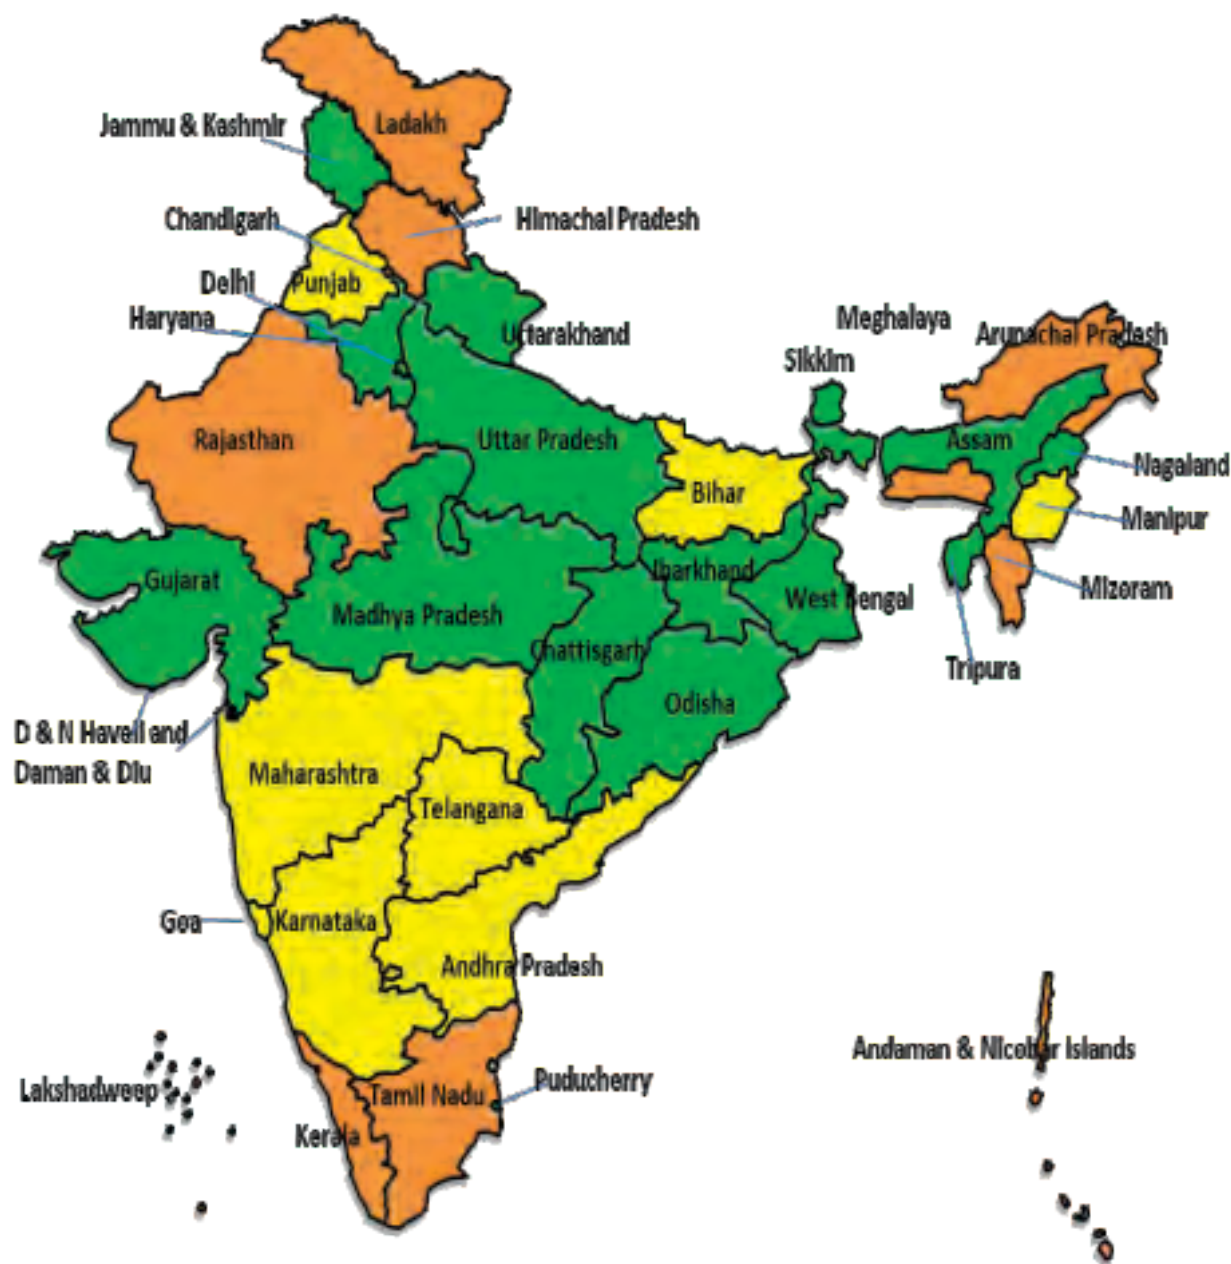 Ladakh
Jammu & Kashmir
Chandigarh
Himachal Pradesh
Delhi
Punjab
Haryana
Uttarakhand
Meghalaya
Arunachal Pradesh
Sikkim
Rajasthan
Uttar Pradesh
Assam
Nagaland
Bihar
Manipur
Gujarat
Jharkhand
Mizoram
Madhya Pradesh
West Bengal
Chattisgarh
Tripura
Odisha
D & N Haveli and
Daman & Diu
Maharashtra
Telangana
Goa
Karnataka
Andhra Pradesh
Andaman & Nicobar Islands
Lakshadweep
Tamil Nadu
Puducherry
Kerala